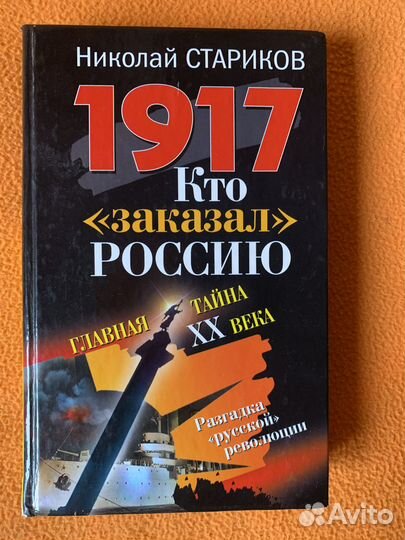 Николай СТАРИКОВ
1917
Кто
«заказал»
РОССИЮ
ГЛАВНАЯ ТАЙНА
XX ВЕКА
Разгадка
«русской»
революции
Avito